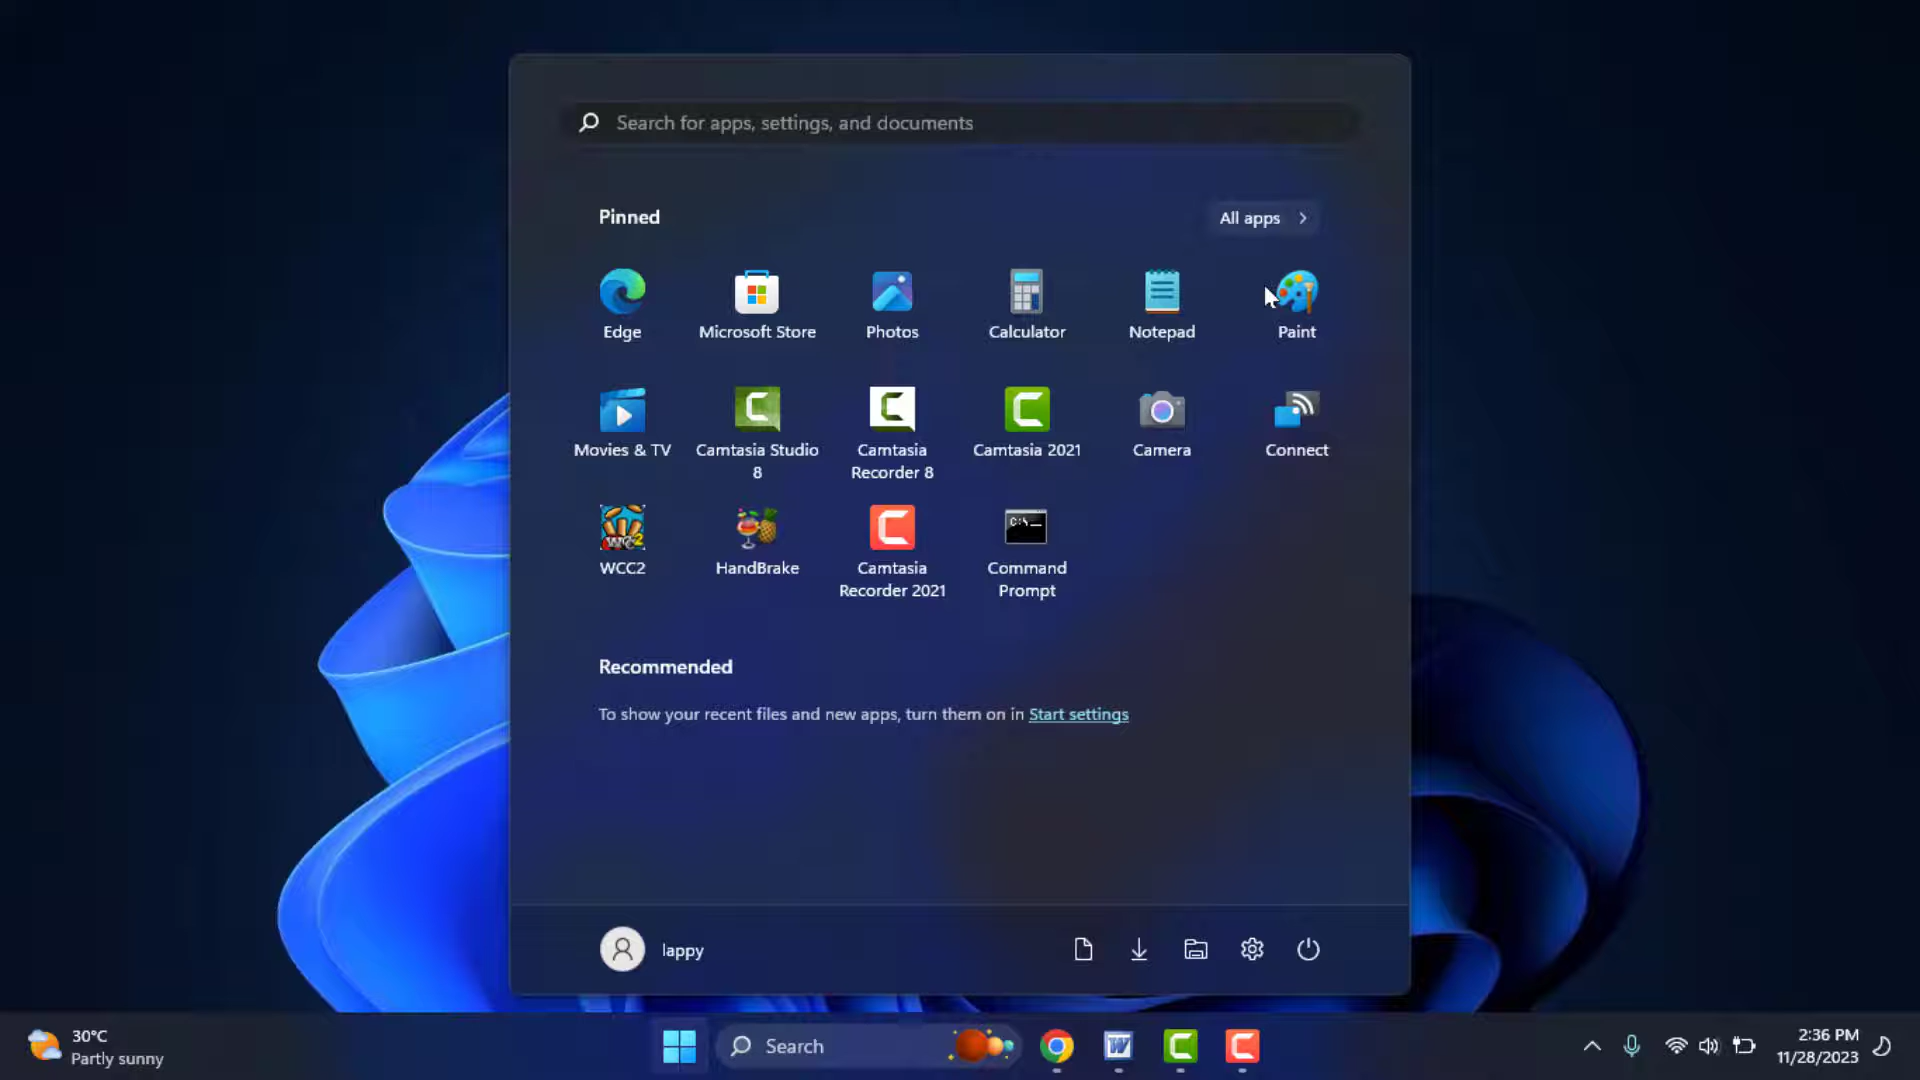 Search for apps, settings, and documents
Pinned
All apps
Edge
Microsoft Store
Photos
Calculator
Notepad
Paint
Movies & TV
Camtasia Studio
8
Camtasia
Recorder 8
Camtasia 2021
Camera
Connect
WC2
WCC2
HandBrake
Camtasia
Recorder 2021
C:\_
Command
Prompt
Recommended
To show your recent files and new apps, turn them on in Start settings
lappy
30°C
Partly sunny
Search
W
2:36 PM
11/28/2023